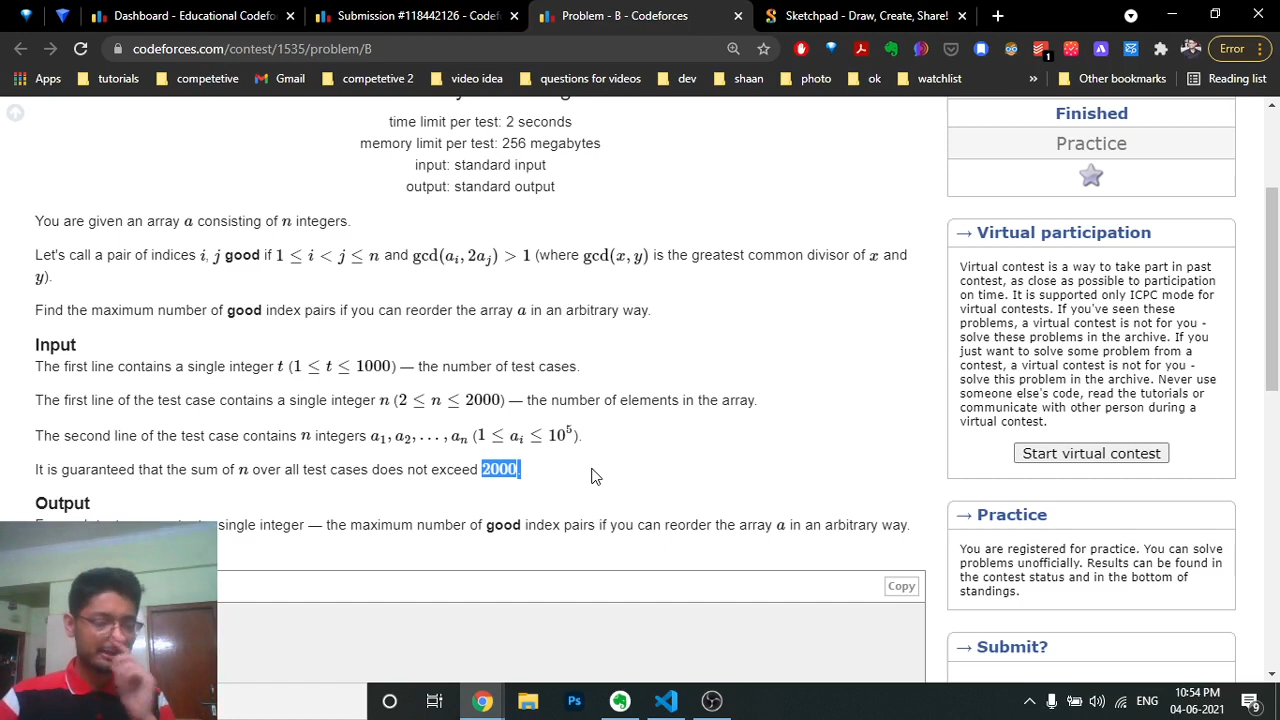 Dashboard - Educational Codef
Submission #118442126 - Codef
Problem - B - Codeforces
Sketchpad - Draw, Create, Share!
codeforces.com/contest/1535/problem/B
1
Error
Apps
tutorials
competetive
Gmail
competetive 2
video idea
questions for videos
dev
shaan
photo
ok
watchlist
»
Other bookmarks
Reading list
time limit per test: 2 seconds
memory limit per test: 256 megabytes
input: standard input
output: standard output
You are given an array a consisting of n integers.
Let's call a pair of indices i, j good if 1 ≤ i < j ≤ n and gcd(aᵢ, 2aⱼ) > 1 (where gcd(x, y) is the greatest common divisor of x and
y).
Find the maximum number of good index pairs if you can reorder the array a in an arbitrary way.
Input
The first line contains a single integer t (1 ≤ t ≤ 1000) — the number of test cases.
The first line of the test case contains a single integer n (2 ≤ n ≤ 2000) — the number of elements in the array.
The second line of the test case contains n integers a₁, a₂, …, aₙ (1 ≤ aᵢ ≤ 10⁵).
It is guaranteed that the sum of n over all test cases does not exceed 2000.
Output
single integer — the maximum number of good index pairs if you can reorder the array a in an arbitrary way.
Copy
Finished
Practice
→ Virtual participation
Virtual contest is a way to take part in past
contest, as close as possible to participation
on time. It is supported only ICPC mode for
virtual contests. If you've seen these
problems, a virtual contest is not for you -
solve these problems in the archive. If you
just want to solve some problem from a
contest, a virtual contest is not for you -
solve this problem in the archive. Never use
someone else's code, read the tutorials or
communicate with other person during a
virtual contest.
Start virtual contest
→ Practice
You are registered for practice. You can solve
problems unofficially. Results can be found
in the contest status and in the bottom of
standings.
→ Submit?
Ps
ENG
10:54 PM
04-06-2021
9